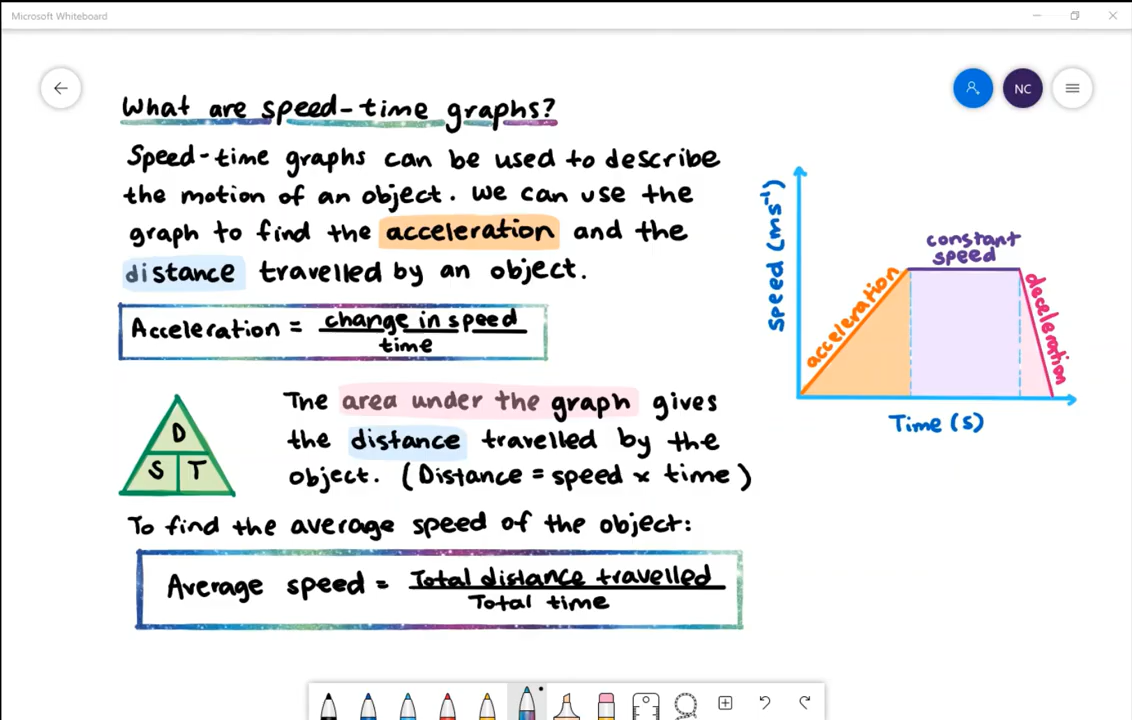 Microsoft Whiteboard
NC
What are speed-time graphs?
Speed-time graphs can be used to describe
the motion of an object. We can use the
graph to find the acceleration and the
distance travelled by an object.
Acceleration = change in speed
time
The area under the graph gives
the distance travelled by the
object. (Distance = speed x time)
D
S T
To find the average speed of the object:
Average speed = Total distance travelled
Total time
Speed (ms⁻¹)
acceleration
constant
speed
deceleration
Time (s)